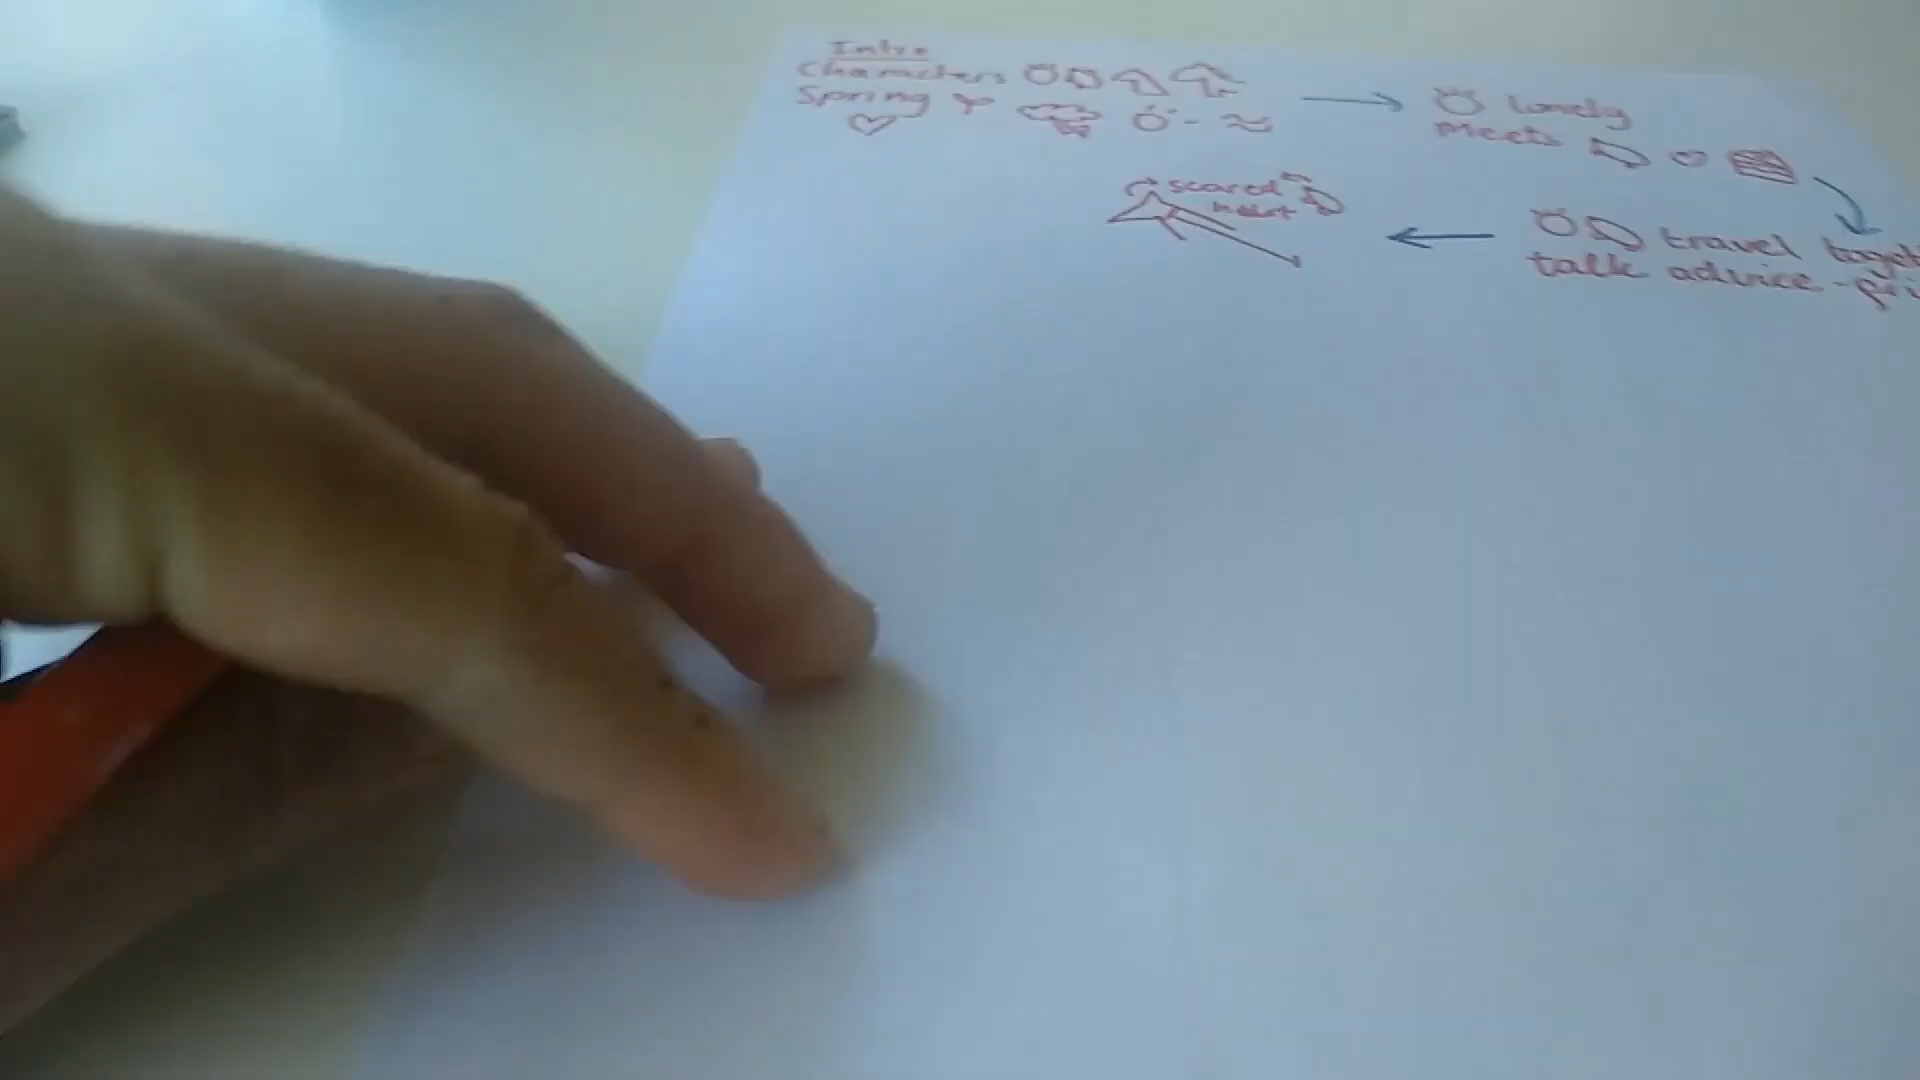 Intro
Characters
Spring
lonely
meets
travel
talk advice -
scared